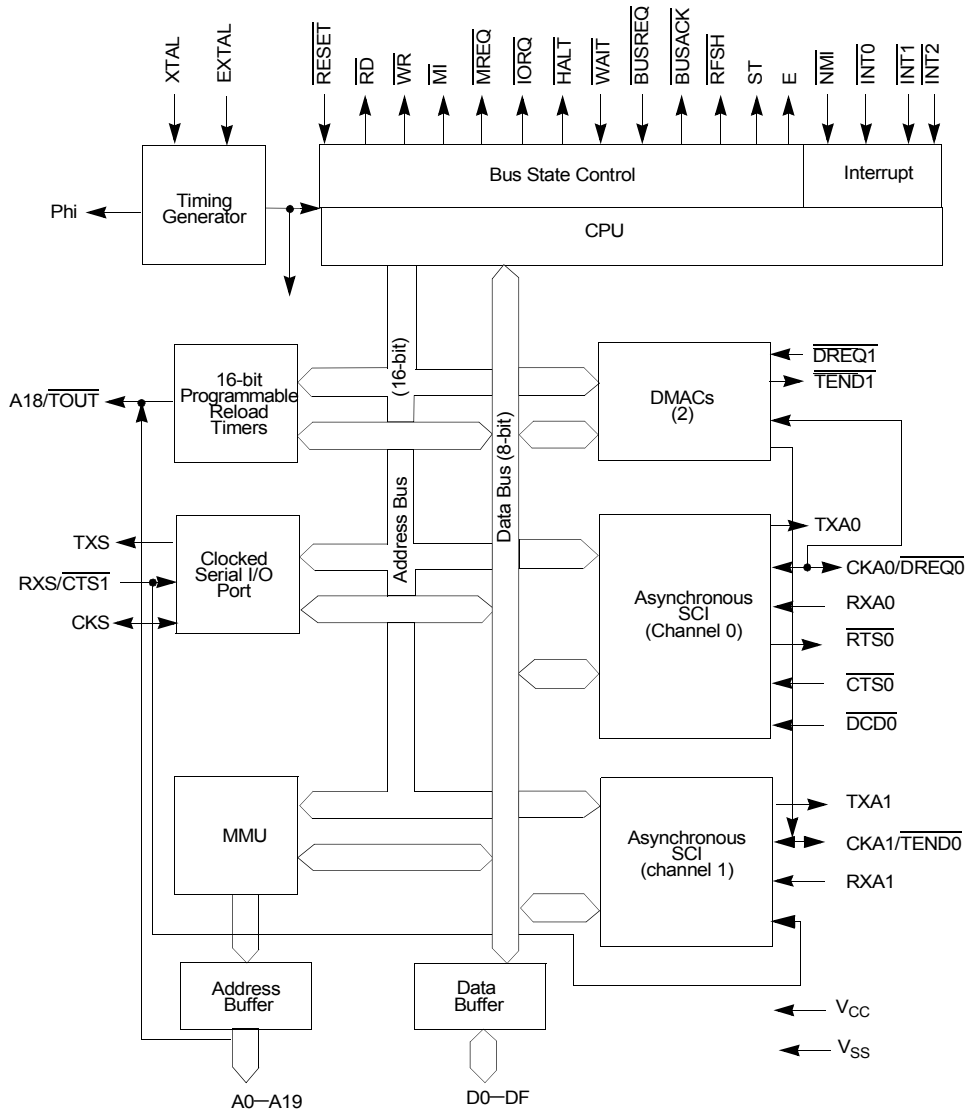 XTAL
EXTAL
RESET
RD
WR
MI
MREQ
IORQ
HALT
WAIT
BUSREQ
BUSACK
RFSH
ST
E
NMI
INT0
INT1
INT2
Timing
Generator
Phi
Bus State Control
Interrupt
CPU
(16-bit)
Address Bus
Data Bus (8-bit)
16-bit
Programmable
Reload
Timers
A18/TOUT
DMACs
(2)
DREQ1
TEND1
TXS
RXS/CTS1
CKS
Clocked
Serial I/O
Port
Asynchronous
SCI
(Channel 0)
TXA0
CKA0/DREQ0
RXA0
RTS0
CTS0
DCD0
MMU
Asynchronous
SCI
(channel 1)
TXA1
CKA1/TEND0
RXA1
Address
Buffer
Data
Buffer
VCC
VSS
A0—A19
D0—DF